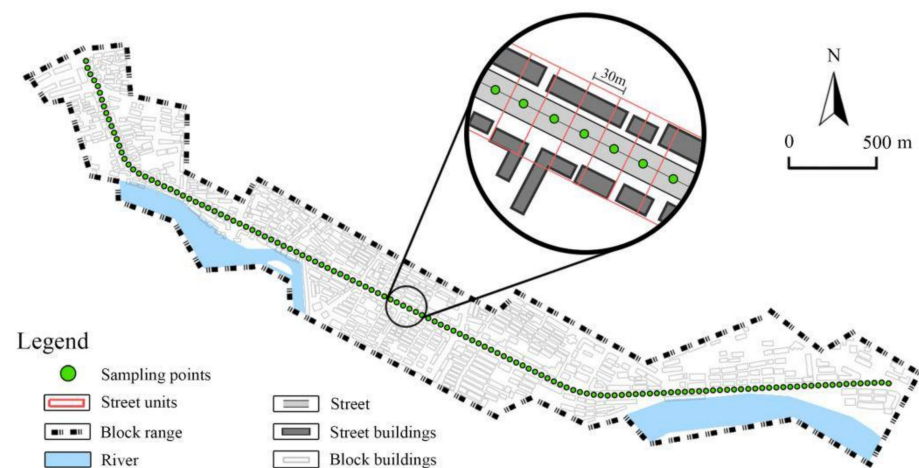 30m
N
0 500 m
Legend
Sampling points
Street units
Block range
River
Street
Street buildings
Block buildings